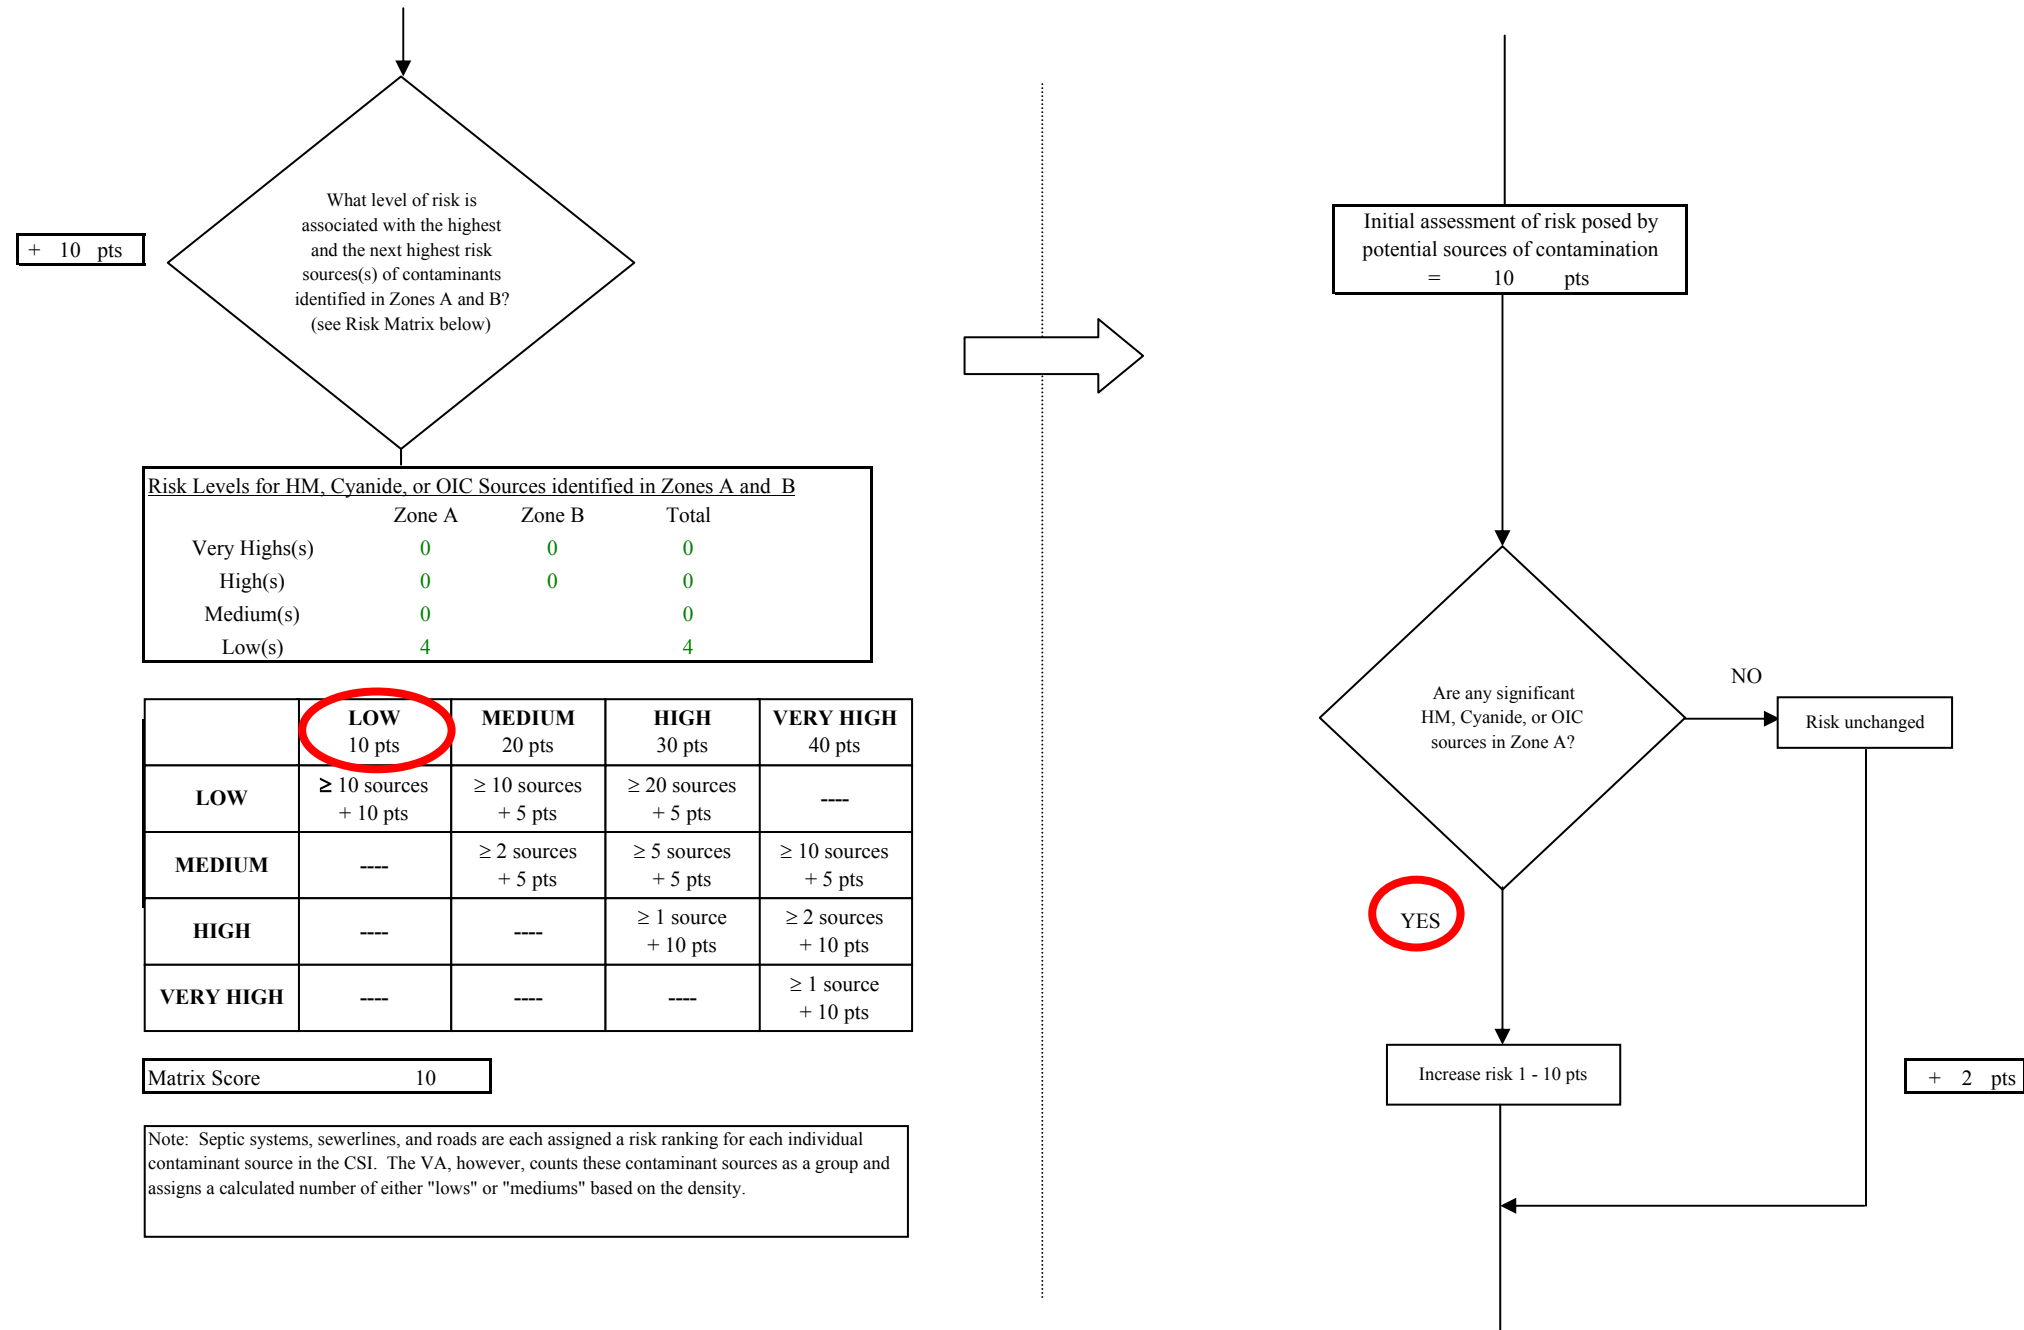 What level of risk is
associated with the highest
and the next highest risk
sources(s) of contaminants
identified in Zones A and B?
(see Risk Matrix below)
+ 10 pts
Risk Levels for HM, Cyanide, or OIC Sources identified in Zones A and B
Zone A Zone B Total
Very Highs(s) 0 0 0
High(s) 0 0 0
Medium(s) 0 0
Low(s) 4 4
LOW MEDIUM HIGH VERY HIGH
10 pts 20 pts 30 pts 40 pts
LOW ≥ 10 sources ≥ 10 sources ≥ 20 sources ----
+ 10 pts + 5 pts + 5 pts
MEDIUM ---- ≥ 2 sources ≥ 5 sources ≥ 10 sources
+ 5 pts + 5 pts + 5 pts
HIGH ---- ---- ≥ 1 source ≥ 2 sources
+ 10 pts + 10 pts
VERY HIGH ---- ---- ---- ≥ 1 source
+ 10 pts
Matrix Score 10
Note: Septic systems, sewerlines, and roads are each assigned a risk ranking for each individual
contaminant source in the CSI. The VA, however, counts these contaminant sources as a group and
assigns a calculated number of either "lows" or "mediums" based on the density.
Initial assessment of risk posed by
potential sources of contamination
= 10 pts
Are any significant
HM, Cyanide, or OIC
sources in Zone A?
NO
Risk unchanged
YES
Increase risk 1 - 10 pts
+ 2 pts